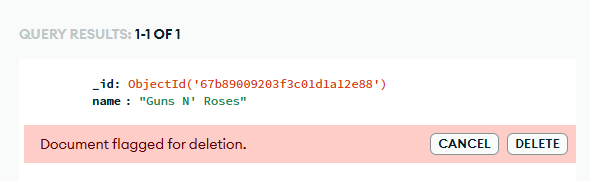 QUERY RESULTS: 1-1 OF 1
_id: ObjectId('67b89009203f3c01d1a12e88')
name : "Guns N' Roses"
Document flagged for deletion. CANCEL DELETE